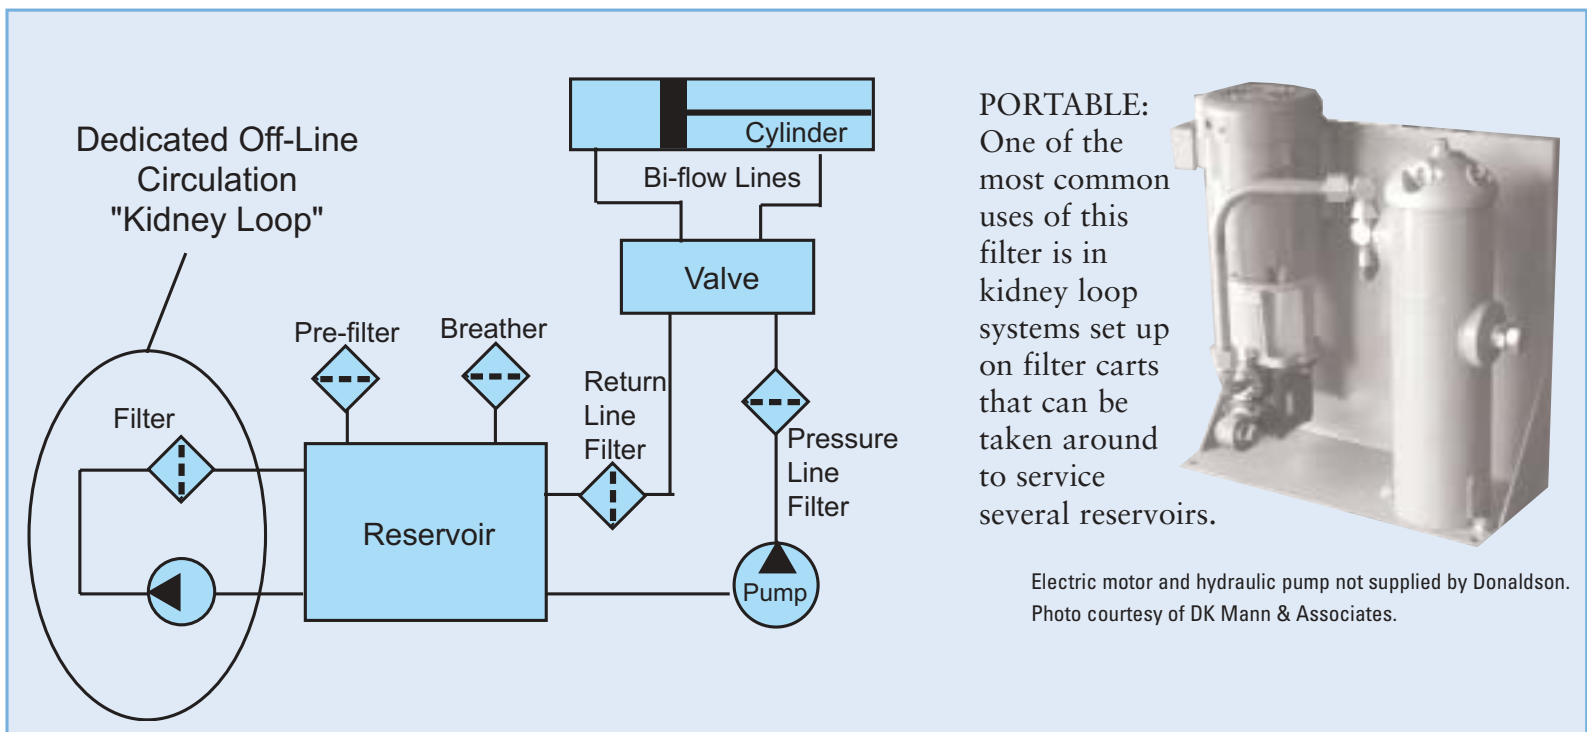 Dedicated Off-Line
Circulation
"Kidney Loop"
Filter
Pre-filter
Breather
Reservoir
Return
Line
Filter
Cylinder
Bi-flow Lines
Valve
Pressure
Line
Filter
Pump
PORTABLE:
One of the
most common
uses of this
filter is in
kidney loop
systems set up
on filter carts
that can be
taken around
to service
several reservoirs.
Electric motor and hydraulic pump not supplied by Donaldson.
Photo courtesy of DK Mann & Associates.